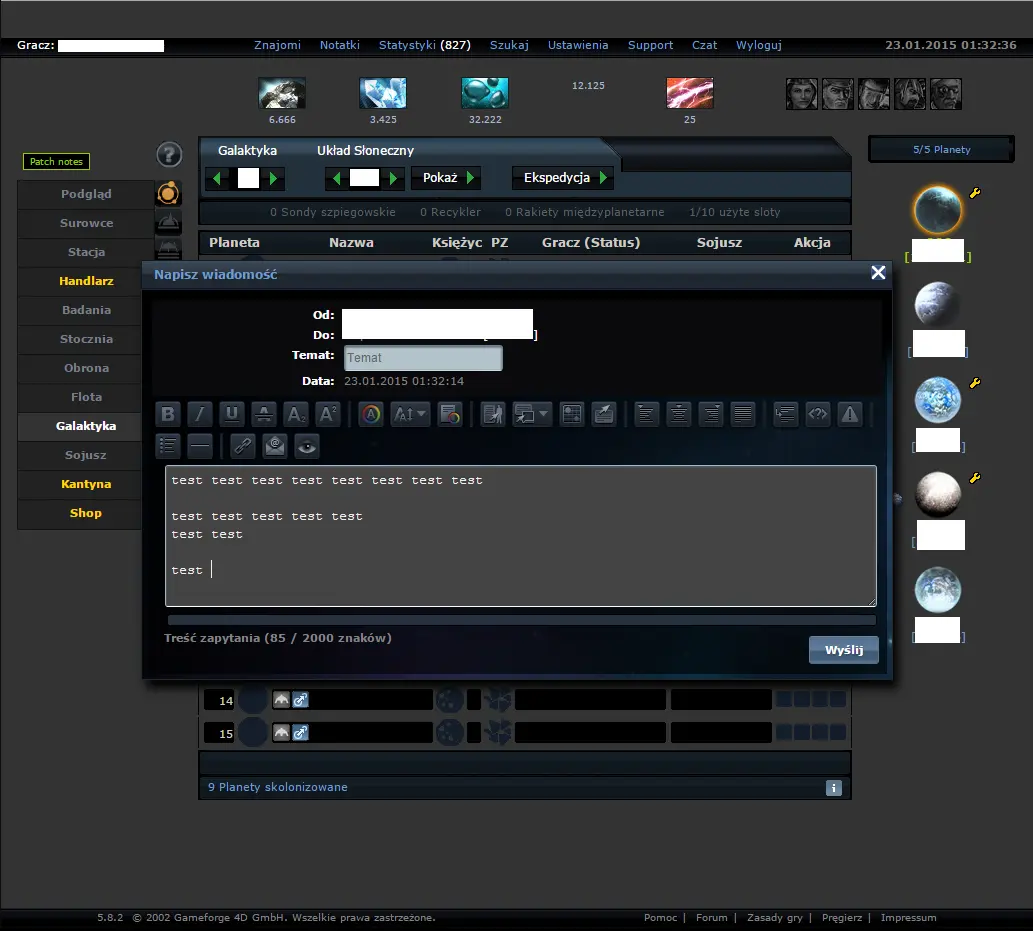 Gracz:
Znajomi Notatki Statystyki (827) Szukaj Ustawienia Support Czat Wyloguj
23.01.2015 01:32:36
6.666
3.425
32.222
12.125
25
Patch notes
?
Galaktyka Układ Słoneczny
Pokaż Ekspedycja
5/5 Planety
0 Sondy szpiegowskie 0 Recykler 0 Rakiety międzyplanetarne 1/10 użyte sloty
Planeta Nazwa Księżyc PZ Gracz (Status) Sojusz Akcja
Podgląd
Surowce
Stacja
Handlarz
Badania
Stocznia
Obrona
Flota
Galaktyka
Sojusz
Kantyna
Shop
Napisz wiadomość
Od:
Do: [ ]
Temat: Temat
Data: 23.01.2015 01:32:14
test test test test test test test test
test test test test test
test test
test
Treść zapytania (85 / 2000 znaków)
Wyślij
[ ]
[ ]
[ ]
[ ]
[ ]
14
15
9 Planety skolonizowane
5.8.2 © 2002 Gameforge 4D GmbH. Wszelkie prawa zastrzeżone.
Pomoc | Forum | Zasady gry | Pręgierz | Impressum